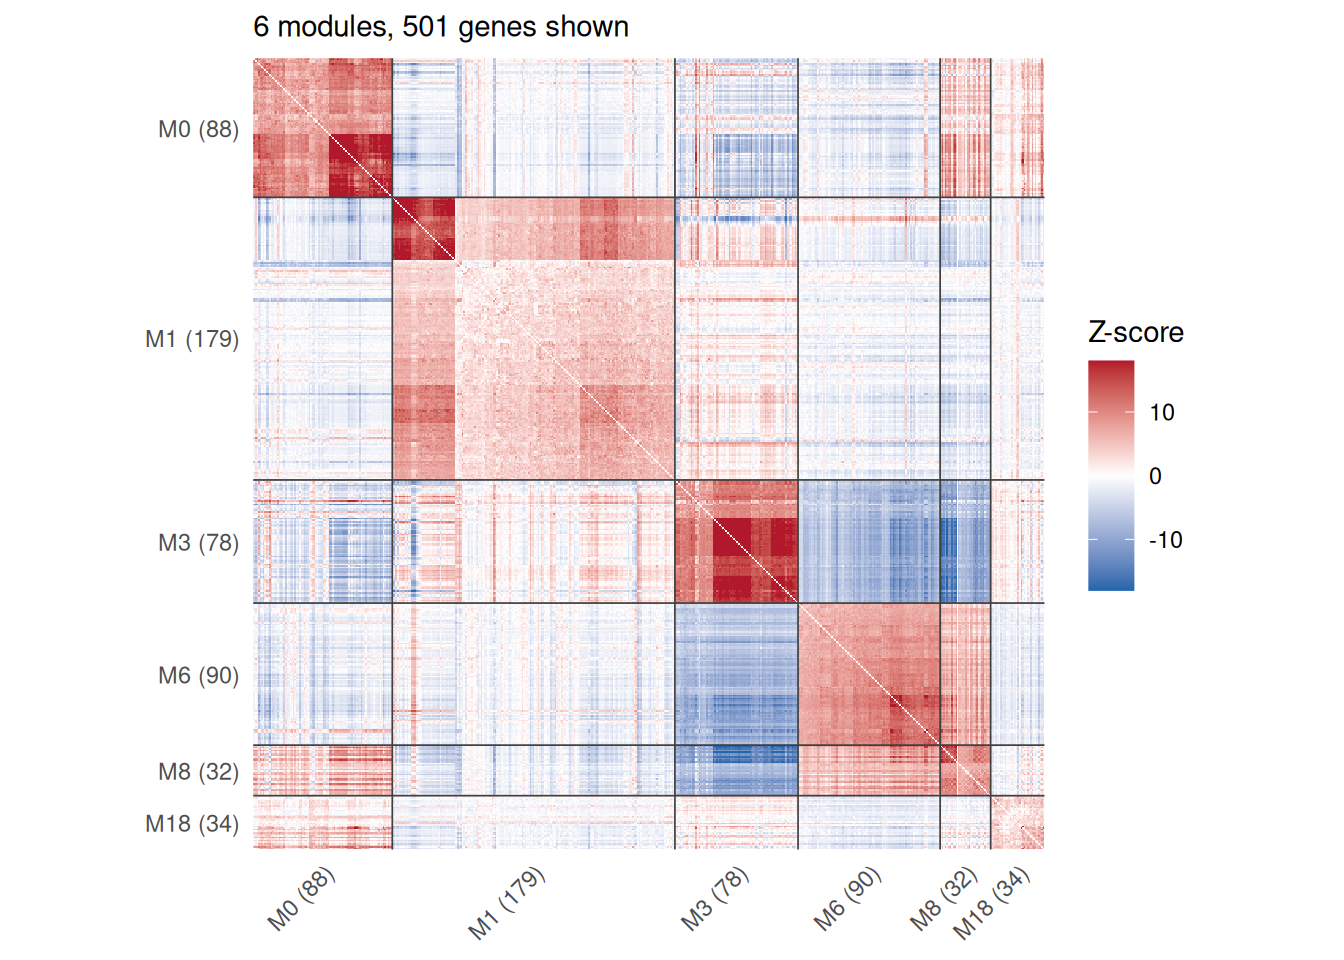 6 modules, 501 genes shown
M0 (88)
M1 (179)
M3 (78)
M6 (90)
M8 (32)
M18 (34)
M0 (88)
M1 (179)
M3 (78)
M6 (90)
M8 (32)
M18 (34)
Z-score
10
0
-10